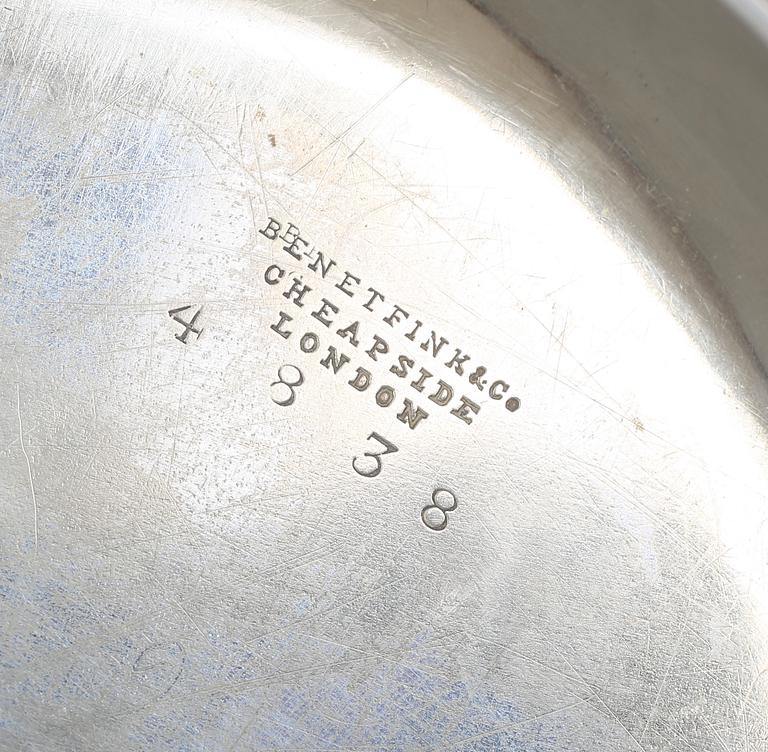 BENETFINK&Co
CHEAPSIDE
LONDON
4 8 3 8